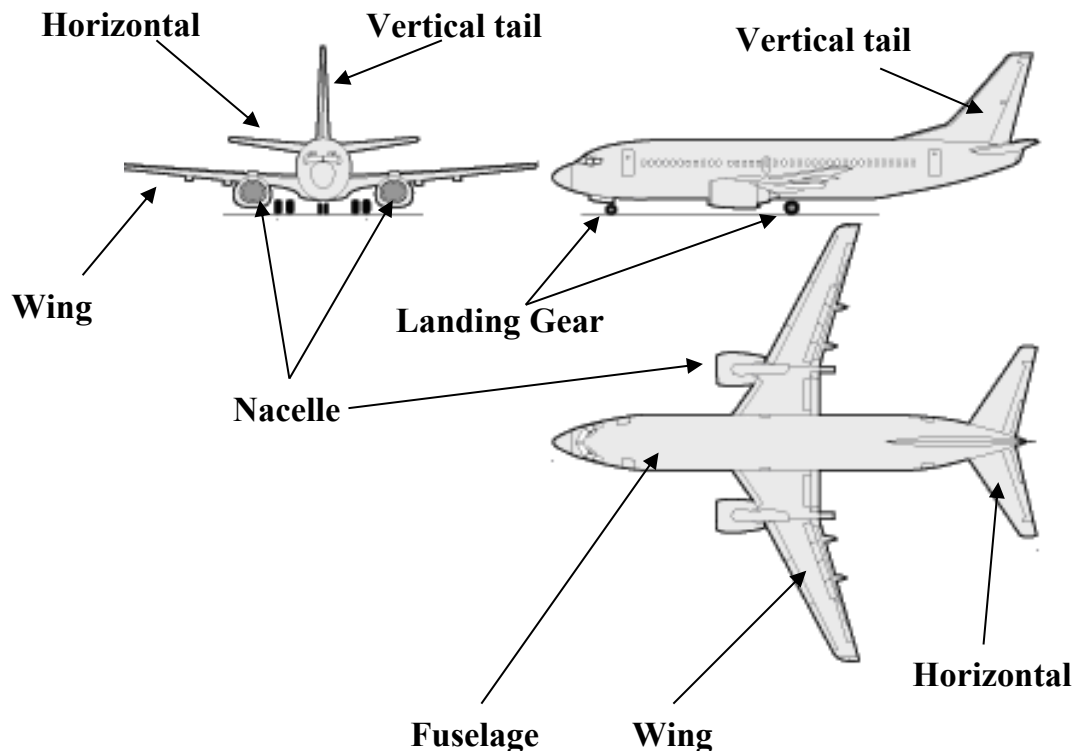 Horizontal
Vertical tail
Vertical tail
Wing
Landing Gear
Nacelle
Horizontal
Fuselage
Wing